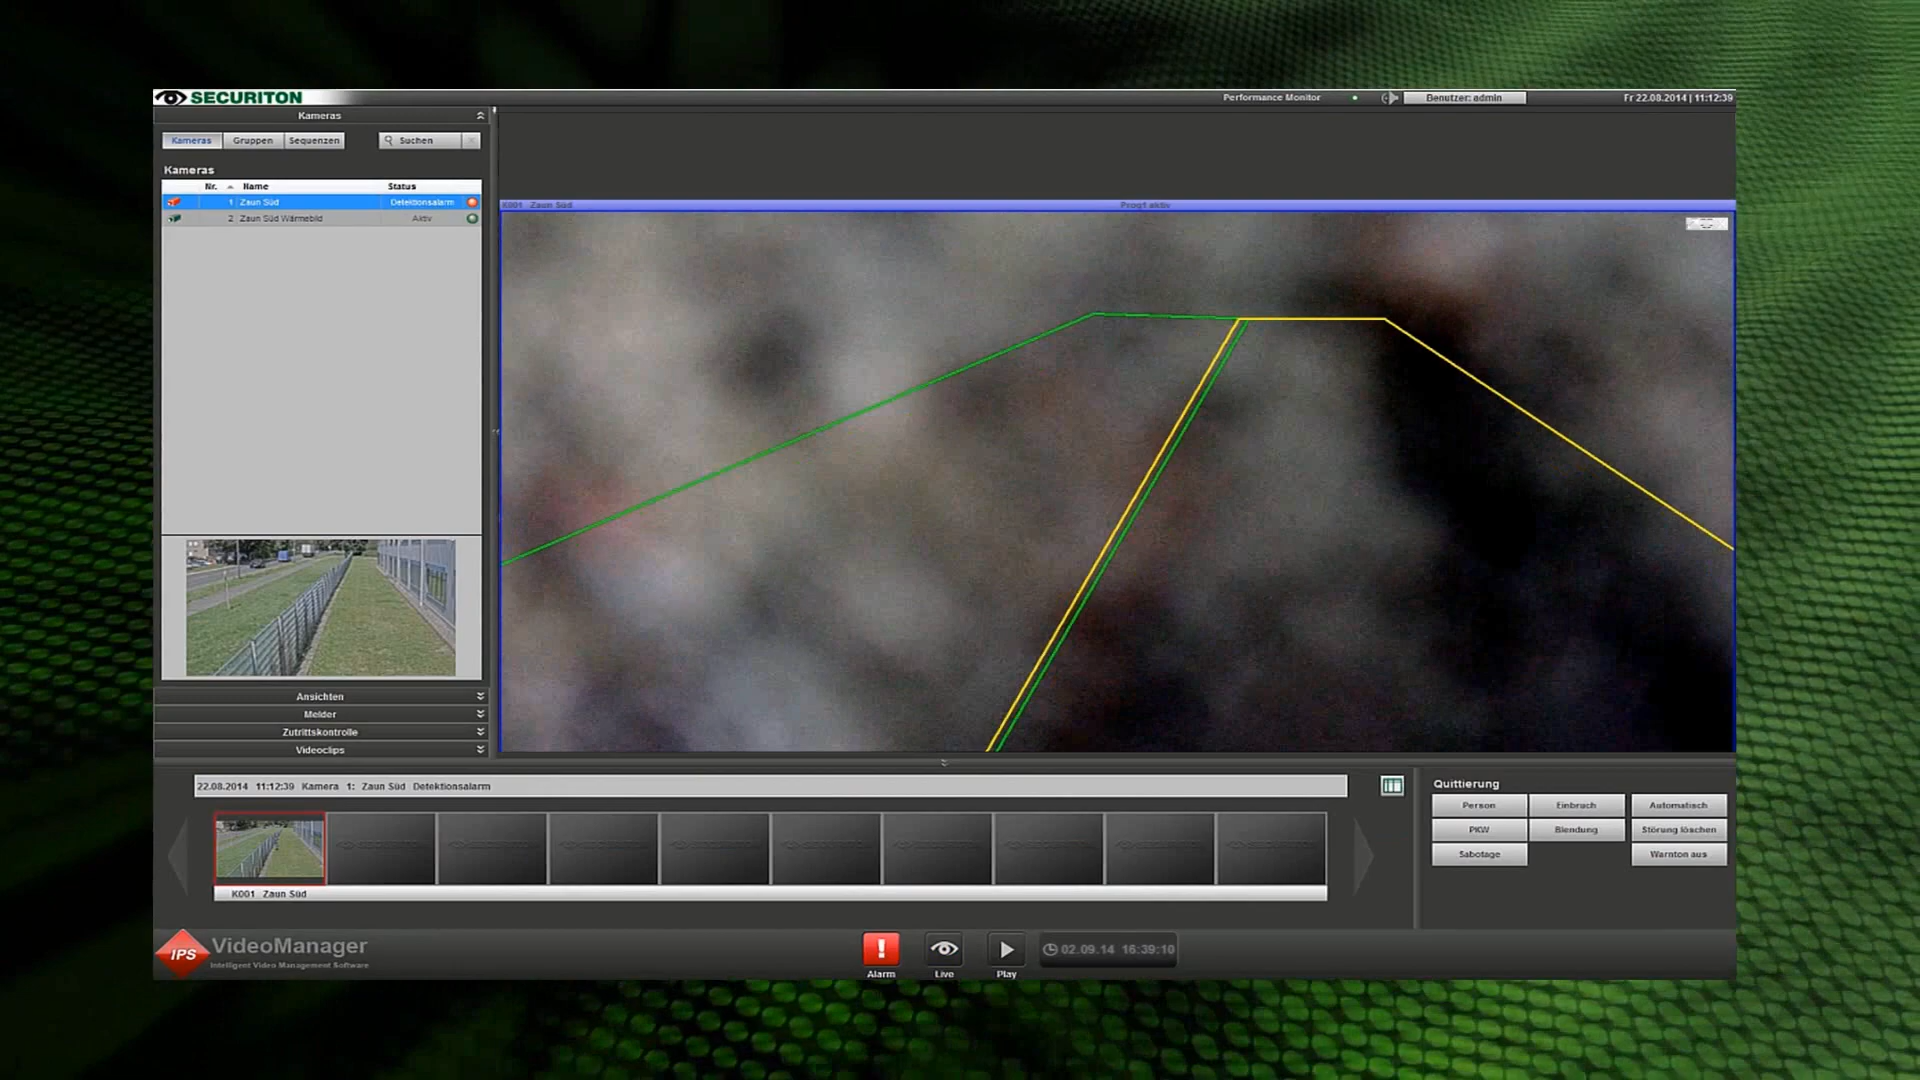 SECURITON
Performance Monitor
Benutzer: admin
Fr 22.08.2014 | 11:12:39
Kameras
Kameras Gruppen Sequenzen Suchen
Kameras
Nr. Name Status
1 Zaun Süd Detektionsalarm
2 Zaun Süd Wärmebild Aktiv
K001 Zaun Süd Prog1 aktiv
Ansichten
Melder
Zutrittskontrolle
Videoclips
22.08.2014 11:12:39 Kamera 1: Zaun Süd Detektionsalarm
K001 Zaun Süd
Quittierung
Person Einbruch Automatisch
PKW Blendung Störung löschen
Sabotage Warnton aus
IPS VideoManager
Intelligent Video Management Software
Alarm Live Play
02.09.14 16:39:10